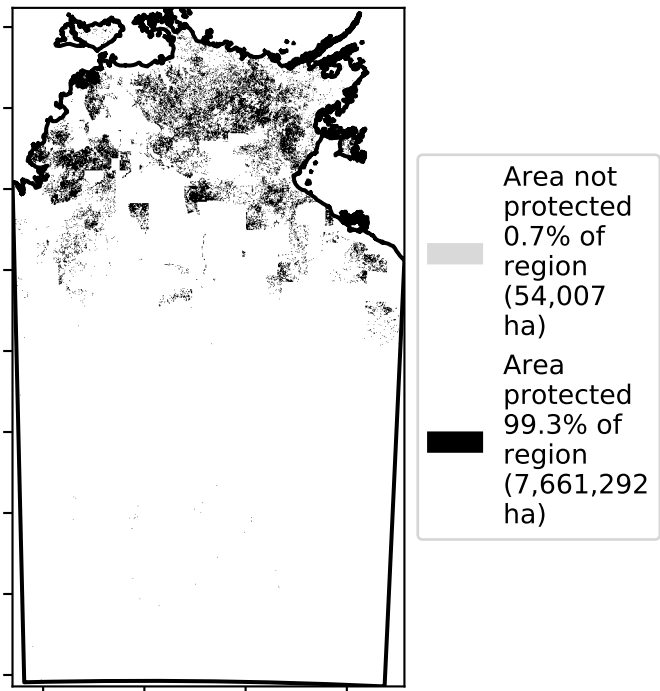 Area not
protected
0.7% of
region
(54,007
ha)
Area
protected
99.3% of
region
(7,661,292
ha)